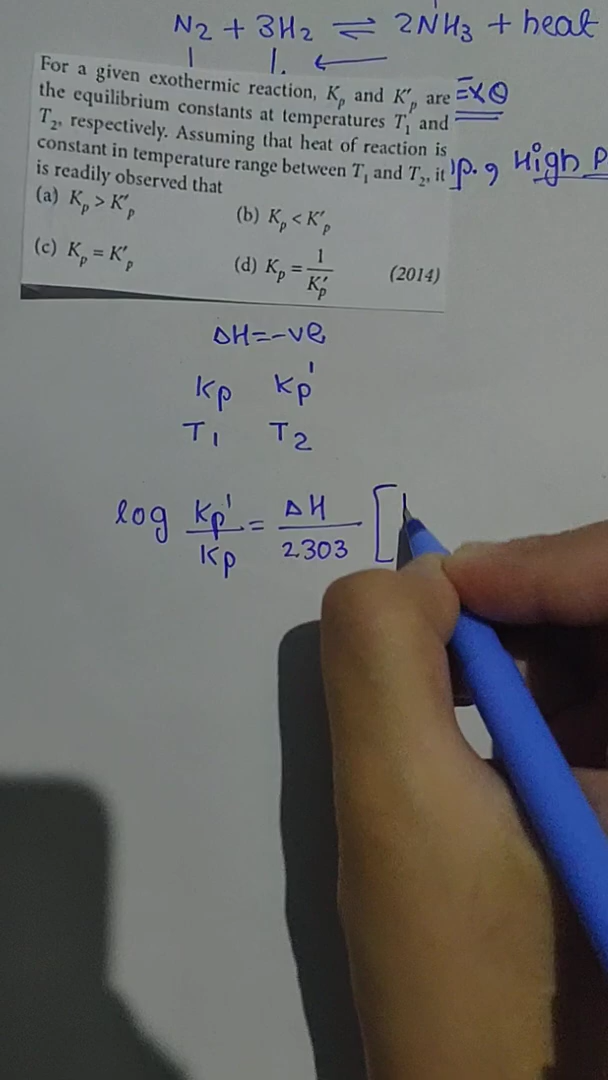 N2 + 3H2 ⇌ 2NH3 + heat
For a given exothermic reaction, Kp and K′p are
the equilibrium constants at temperatures T1 and
T2, respectively. Assuming that heat of reaction is
constant in temperature range between T1 and T2, it
is readily observed that
EXO
P. , High P
(a) Kp > K′p
(b) Kp < K′p
(c) Kp = K′p
(d) Kp = 1/K′p (2014)
ΔH=-ve
Kp Kp'
T1 T2
log Kp'/Kp = ΔH/2.303 [